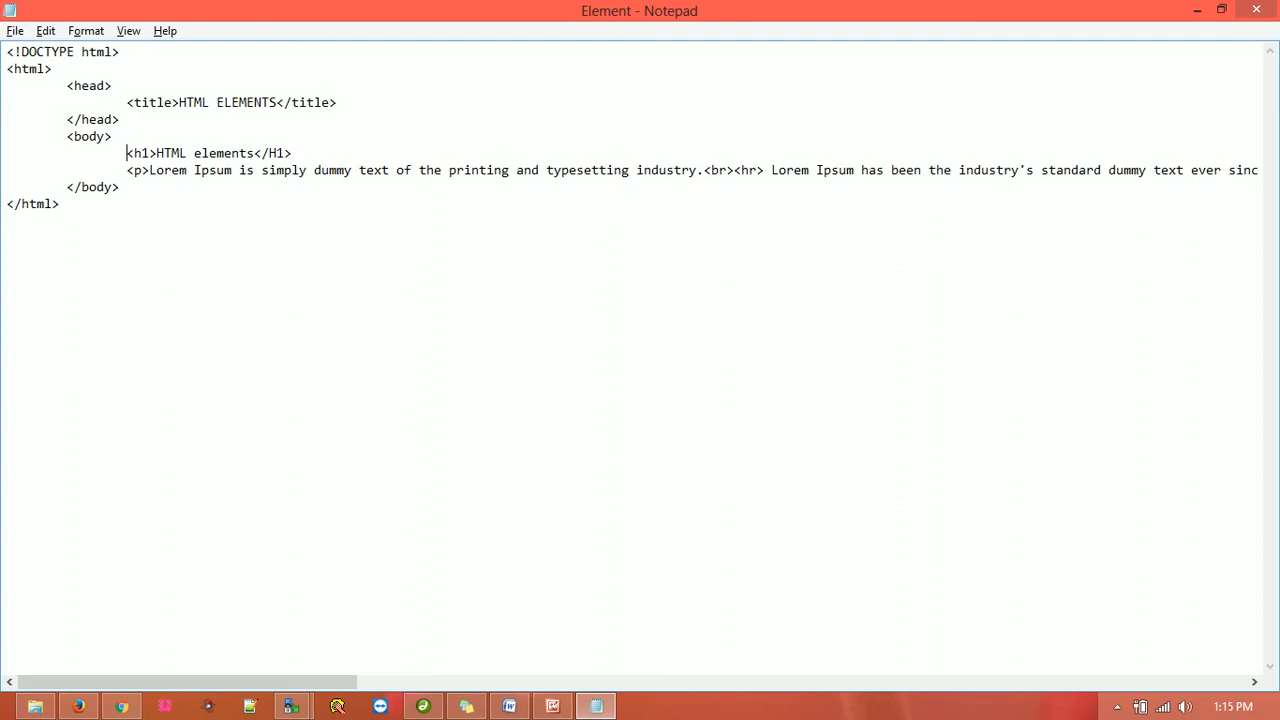 Element - Notepad
File Edit Format View Help
<!DOCTYPE html>
<html>
<head>
<title>HTML ELEMENTS</title>
</head>
<body>
<h1>HTML elements</H1>
<p>Lorem Ipsum is simply dummy text of the printing and typesetting industry.<br><hr> Lorem Ipsum has been the industry's standard dummy text ever sinc
</body>
</html>
1:15 PM